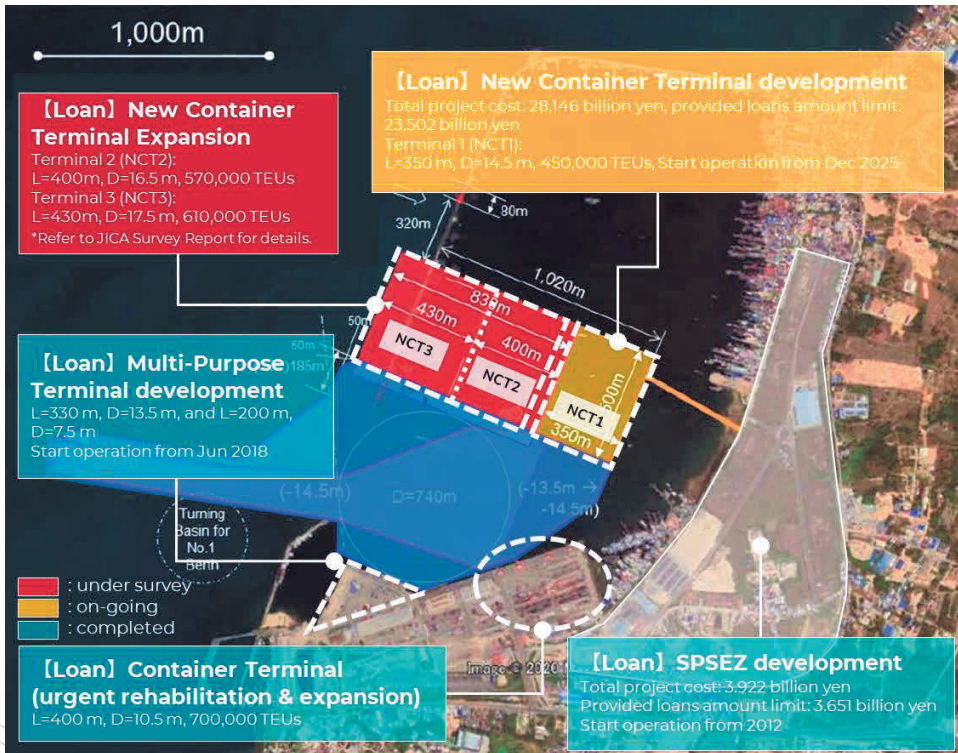 1,000m
【Loan】New Container
Terminal Expansion
Terminal 2 (NCT2):
L=400m, D=16.5 m, 570,000 TEUs
Terminal 3 (NCT3):
L=430m, D=17.5 m, 610,000 TEUs
*Refer to JICA Survey Report for details.
【Loan】New Container Terminal development
Total project cost: 28.146 billion yen, provided loans amount limit:
23.502 billion yen
Terminal 1 (NCT1):
L=350 m, D=14.5 m, 450,000 TEUs, Start operation from Dec 2025
80m
320m
1,020m
830m
430m
400m
50m
NCT3
NCT2
NCT1
350m
60m
185m
【Loan】Multi-Purpose
Terminal development
L=330 m, D=13.5 m, and L=200 m,
D=7.5 m
Start operation from Jun 2018
(-14.5m)
D=740m
(-13.5m →
-14.5m)
Turning
Basin for
No.1
Berth
: under survey
: on-going
: completed
Image © 2020
【Loan】Container Terminal
(urgent rehabilitation & expansion)
L=400 m, D=10.5 m, 700,000 TEUs
【Loan】SPSEZ development
Total project cost: 3.922 billion yen
Provided loans amount limit: 3.651 billion yen
Start operation from 2012